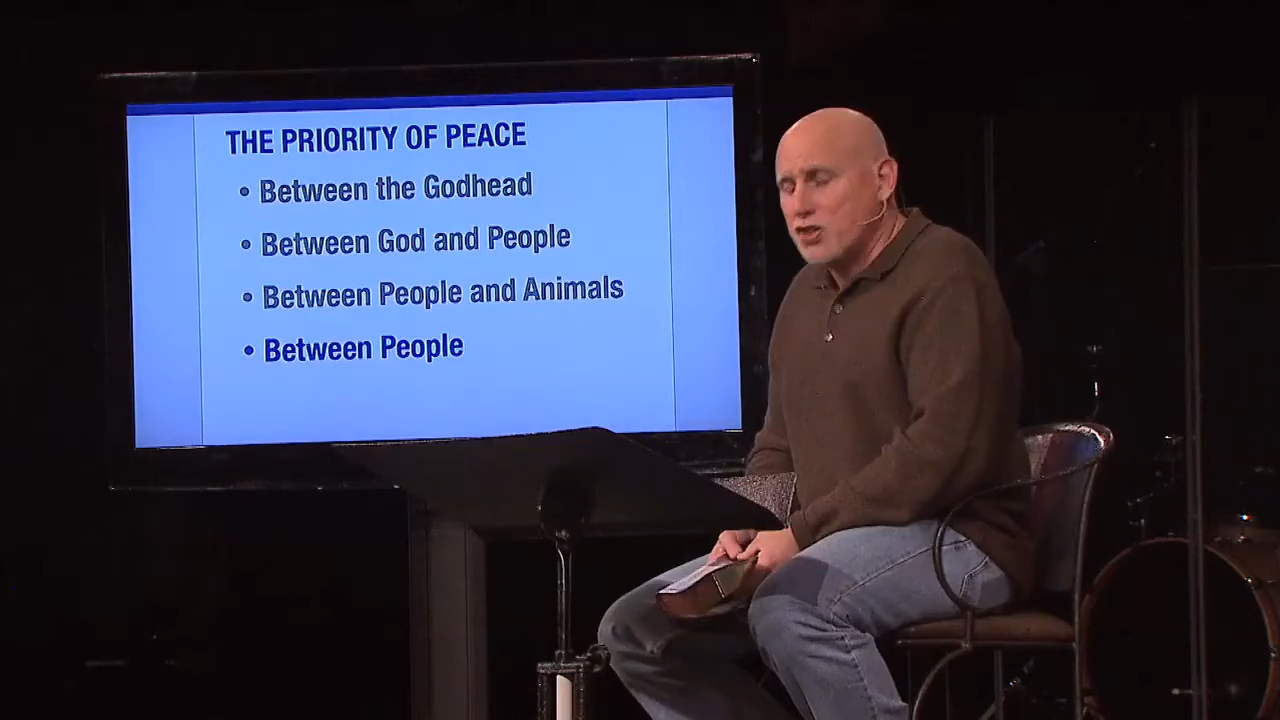 THE PRIORITY OF PEACE
• Between the Godhead
• Between God and People
• Between People and Animals
• Between People